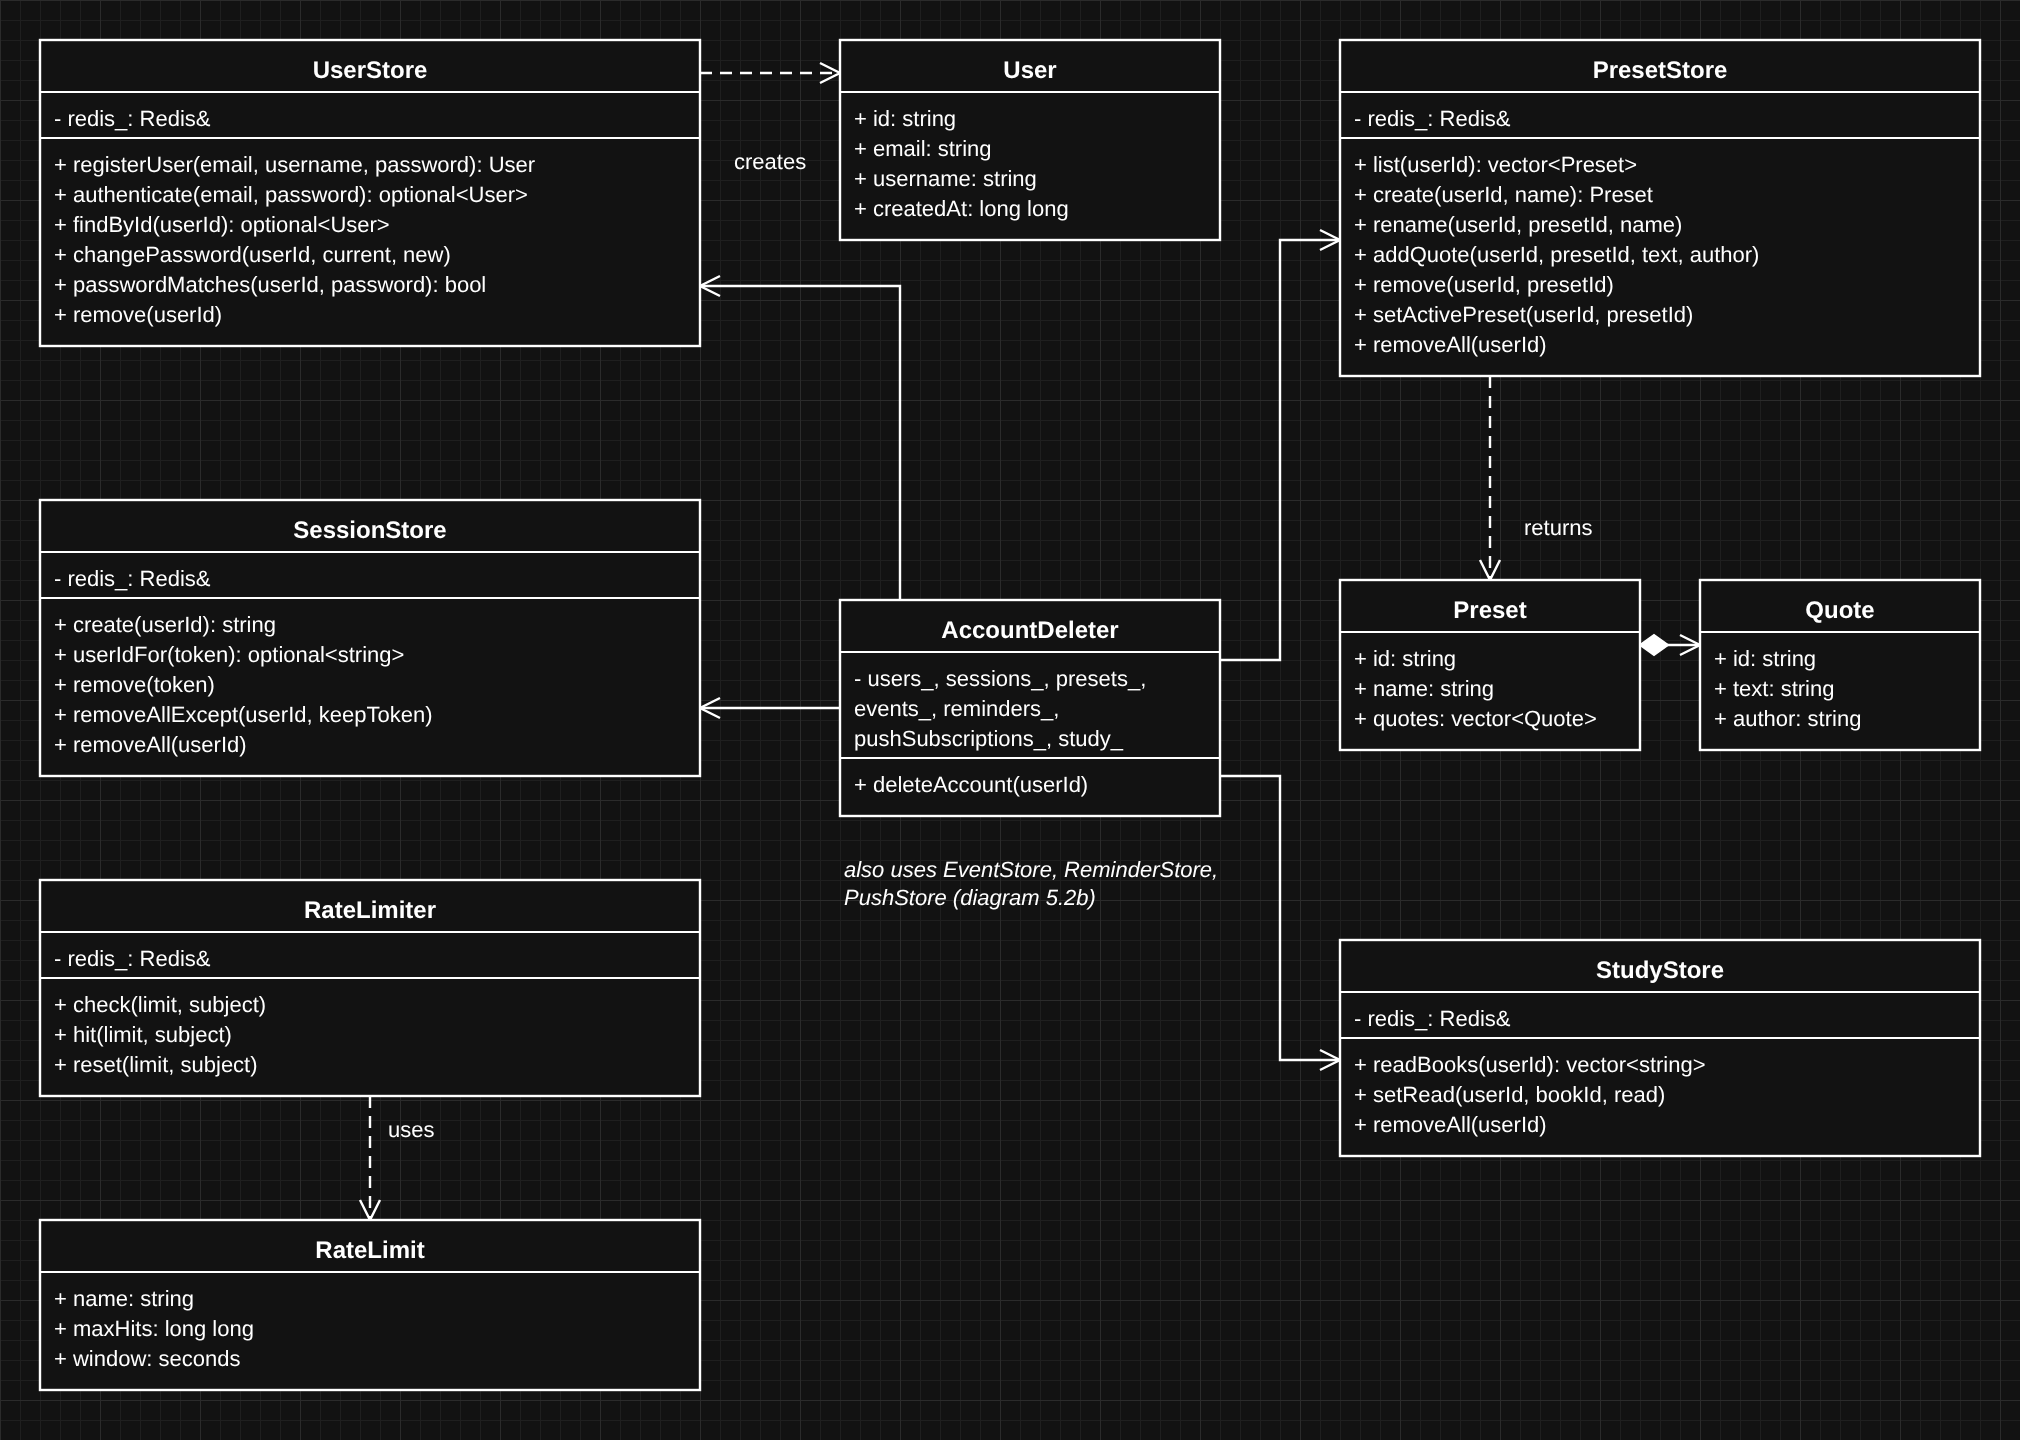 UserStore
- redis_: Redis&
+ registerUser(email, username, password): User
+ authenticate(email, password): optional<User>
+ findById(userId): optional<User>
+ changePassword(userId, current, new)
+ passwordMatches(userId, password): bool
+ remove(userId)
creates
User
+ id: string
+ email: string
+ username: string
+ createdAt: long long
PresetStore
- redis_: Redis&
+ list(userId): vector<Preset>
+ create(userId, name): Preset
+ rename(userId, presetId, name)
+ addQuote(userId, presetId, text, author)
+ remove(userId, presetId)
+ setActivePreset(userId, presetId)
+ removeAll(userId)
returns
SessionStore
- redis_: Redis&
+ create(userId): string
+ userIdFor(token): optional<string>
+ remove(token)
+ removeAllExcept(userId, keepToken)
+ removeAll(userId)
AccountDeleter
- users_, sessions_, presets_,
events_, reminders_,
pushSubscriptions_, study_
+ deleteAccount(userId)
also uses EventStore, ReminderStore,
PushStore (diagram 5.2b)
Preset
+ id: string
+ name: string
+ quotes: vector<Quote>
Quote
+ id: string
+ text: string
+ author: string
RateLimiter
- redis_: Redis&
+ check(limit, subject)
+ hit(limit, subject)
+ reset(limit, subject)
uses
StudyStore
- redis_: Redis&
+ readBooks(userId): vector<string>
+ setRead(userId, bookId, read)
+ removeAll(userId)
RateLimit
+ name: string
+ maxHits: long long
+ window: seconds